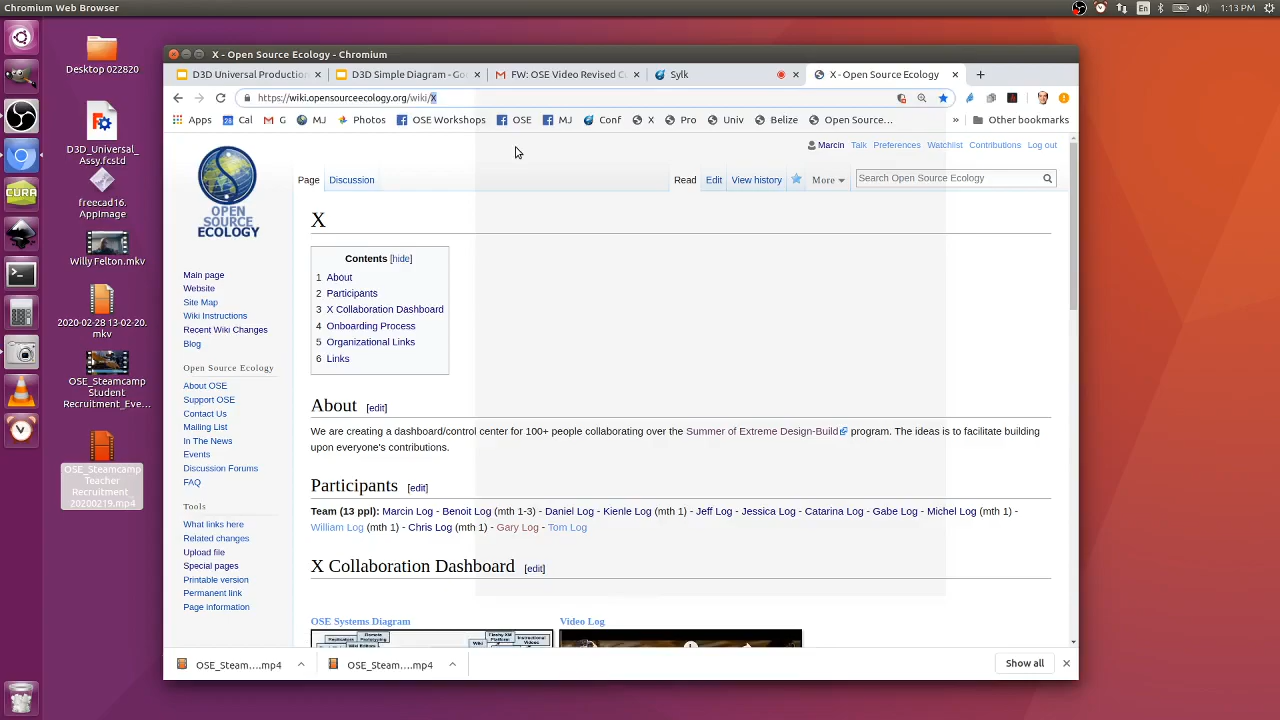 Chromium Web Browser
En
1:13 PM
Desktop 022820
D3D_Universal_
Assy.fcstd
freecad16.
AppImage
Willy Felton.mkv
2020-02-28 13-02-20.
mkv
OSE_Steamcamp
Student
Recruitment_Eve...
OSE_Steamcamp
Teacher
Recruitment_
20200219.mp4
CURA
X - Open Source Ecology - Chromium
D3D Universal Production
D3D Simple Diagram - Goo
FW: OSE Video Revised C
Sylk
X - Open Source Ecology
https://wiki.opensourceecology.org/wiki/X
Apps
Cal
G
MJ
Photos
OSE Workshops
OSE
MJ
Conf
X
Pro
Univ
Belize
Open Source...
»
Other bookmarks
Marcin Talk Preferences Watchlist Contributions Log out
Page Discussion Read Edit View history More Search Open Source Ecology
OPEN
SOURCE
ECOLOGY
Main page
Website
Site Map
Wiki Instructions
Recent Wiki Changes
Blog
Open Source Ecology
About OSE
Support OSE
Contact Us
Mailing List
In The News
Events
Discussion Forums
FAQ
Tools
What links here
Related changes
Upload file
Special pages
Printable version
Permanent link
Page information
X
Contents [hide]
1 About
2 Participants
3 X Collaboration Dashboard
4 Onboarding Process
5 Organizational Links
6 Links
About [edit]
We are creating a dashboard/control center for 100+ people collaborating over the Summer of Extreme Design-Build program. The ideas is to facilitate building
upon everyone's contributions.
Participants [edit]
Team (13 ppl): Marcin Log - Benoit Log (mth 1-3) - Daniel Log - Kienle Log (mth 1) - Jeff Log - Jessica Log - Catarina Log - Gabe Log - Michel Log (mth 1) -
William Log (mth 1) - Chris Log (mth 1) - Gary Log - Tom Log
X Collaboration Dashboard [edit]
OSE Systems Diagram
Video Log
OSE_Steam....mp4
OSE_Steam....mp4
Show all